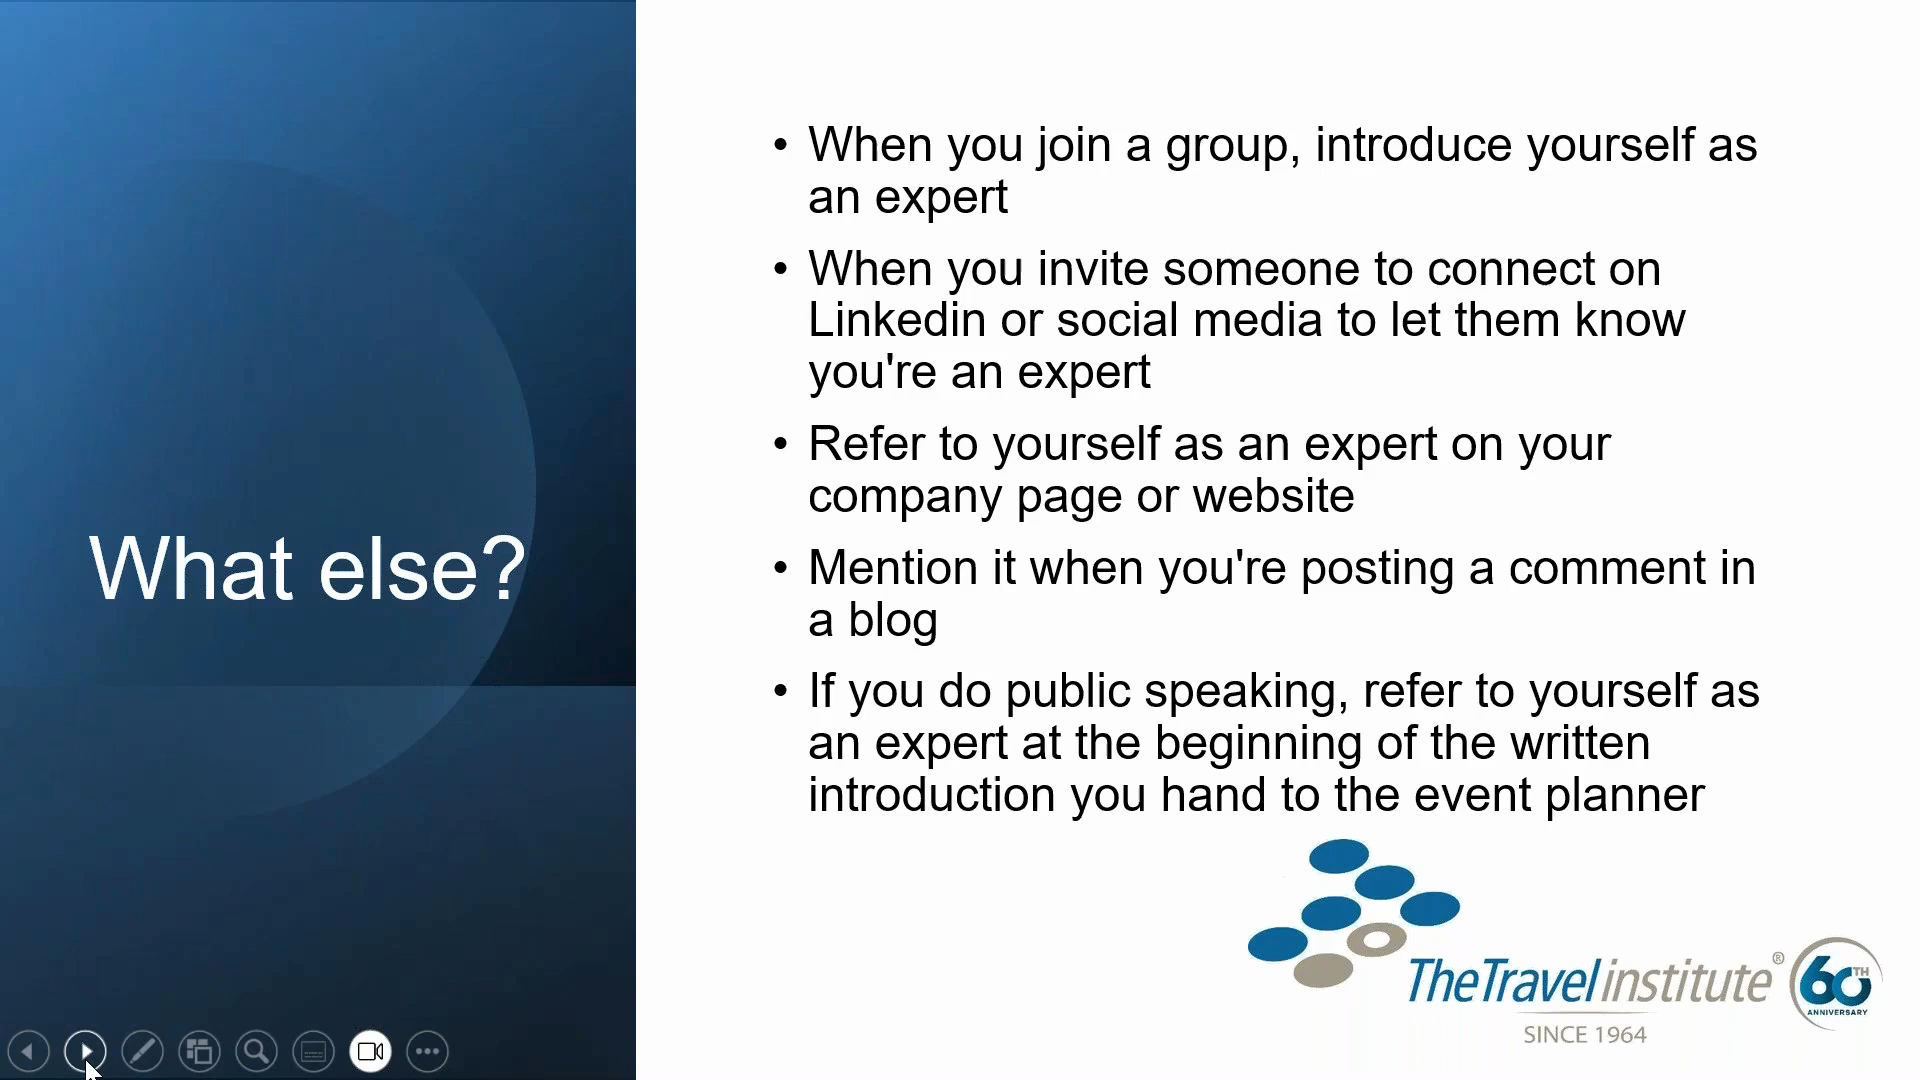 What else?
• When you join a group, introduce yourself as
an expert
• When you invite someone to connect on
Linkedin or social media to let them know
you're an expert
• Refer to yourself as an expert on your
company page or website
• Mention it when you're posting a comment in
a blog
• If you do public speaking, refer to yourself as
an expert at the beginning of the written
introduction you hand to the event planner
TheTravelinstitute®
SINCE 1964
60TH
ANNIVERSARY